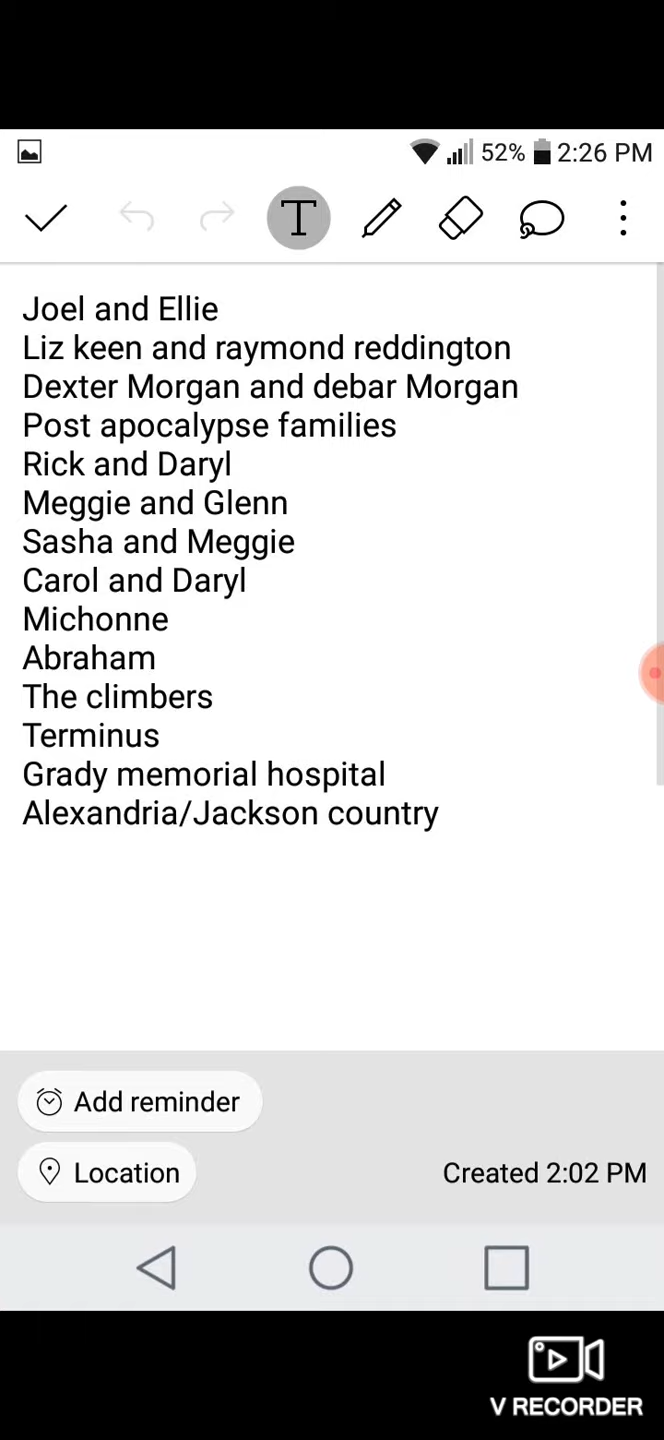 52% 2:26 PM
T
Joel and Ellie
Liz keen and raymond reddington
Dexter Morgan and debar Morgan
Post apocalypse families
Rick and Daryl
Meggie and Glenn
Sasha and Meggie
Carol and Daryl
Michonne
Abraham
The climbers
Terminus
Grady memorial hospital
Alexandria/Jackson country
Add reminder
Location
Created 2:02 PM
V RECORDER